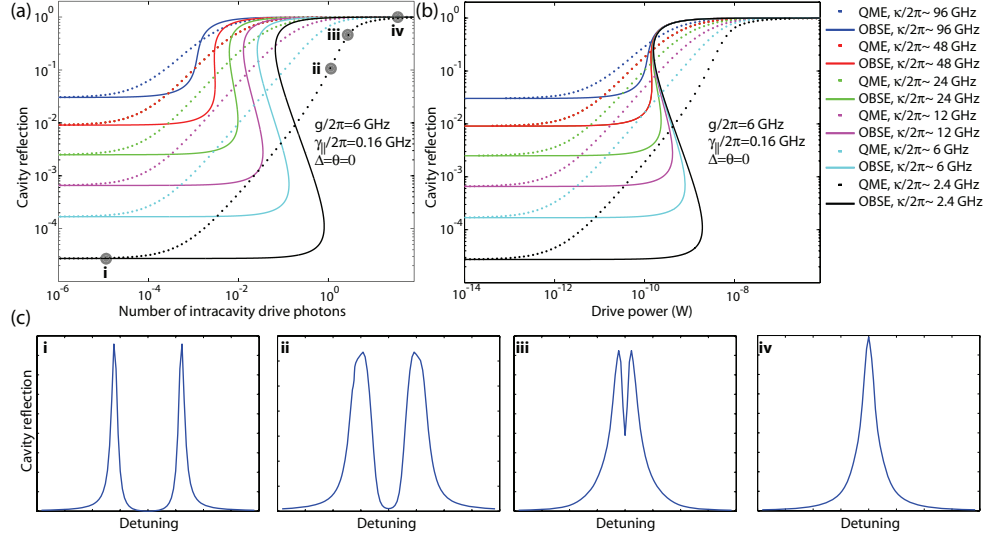 (a)
(b)
Cavity reflection
10^0
10^-1
10^-2
10^-3
10^-4
iii
iv
ii
i
g/2π=6 GHz
γ||/2π=0.16 GHz
Δ=θ=0
10^-6
10^-4
10^-2
10^0
Number of intracavity drive photons
Cavity reflection
10^0
10^-1
10^-2
10^-3
10^-4
g/2π=6 GHz
γ||/2π=0.16 GHz
Δ=θ=0
10^-14
10^-12
10^-10
10^-8
Drive power (W)
QME, κ/2π~ 96 GHz
OBSE, κ/2π~ 96 GHz
QME, κ/2π~ 48 GHz
OBSE, κ/2π~ 48 GHz
QME, κ/2π~ 24 GHz
OBSE, κ/2π~ 24 GHz
QME, κ/2π~ 12 GHz
OBSE, κ/2π~ 12 GHz
QME, κ/2π~ 6 GHz
OBSE, κ/2π~ 6 GHz
QME, κ/2π~ 2.4 GHz
OBSE, κ/2π~ 2.4 GHz
(c)
i
ii
iii
iv
Cavity reflection
Detuning
Detuning
Detuning
Detuning